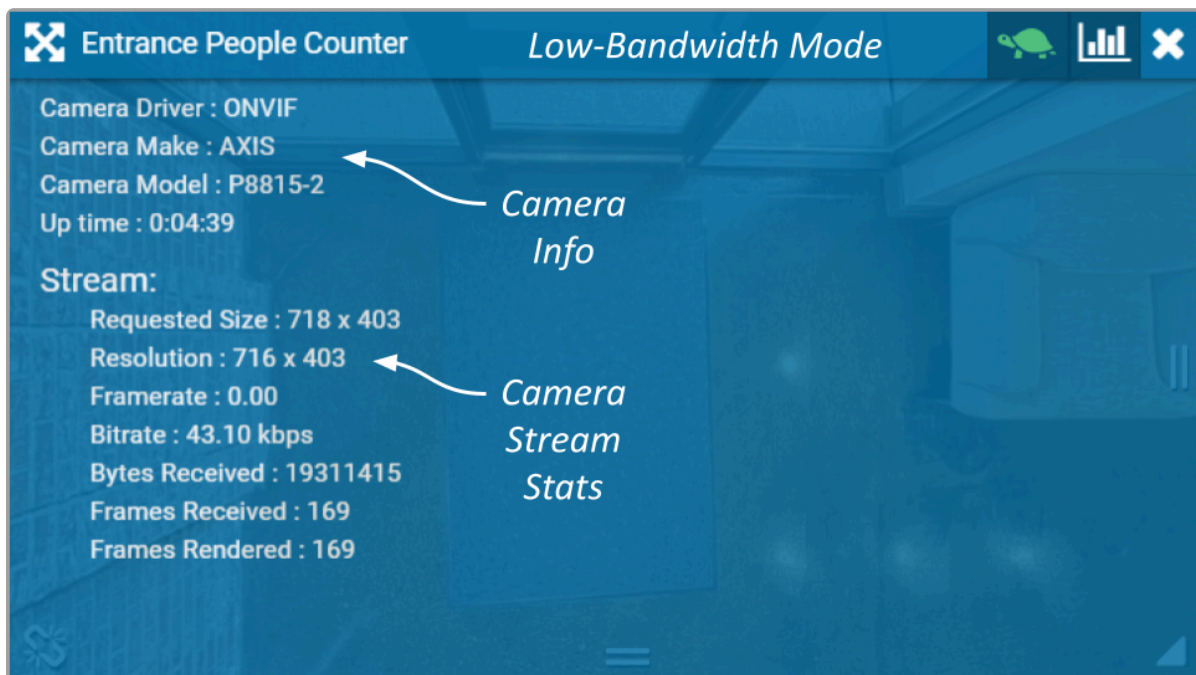 Entrance People Counter
Low-Bandwidth Mode
Camera Driver : ONVIF
Camera Make : AXIS
Camera Model : P8815-2
Up time : 0:04:39
Camera
Info
Stream:
Requested Size : 718 x 403
Resolution : 716 x 403
Framerate : 0.00
Bitrate : 43.10 kbps
Bytes Received : 19311415
Frames Received : 169
Frames Rendered : 169
Camera
Stream
Stats